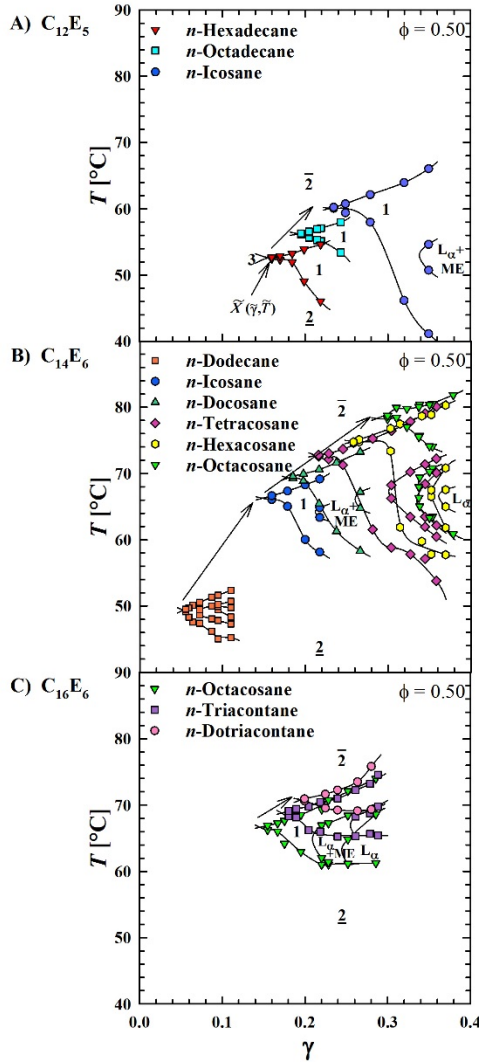 A) C₁₂E₅
n-Hexadecane
n-Octadecane
n-Icosane
ϕ = 0.50
T [°C]
90
80
70
60
50
40
2̅
1
1
1
3
2̲
X̃ (γ̃,T̃)
Lα+
ME
B) C₁₄E₆
n-Dodecane
n-Icosane
n-Docosane
n-Tetracosane
n-Hexacosane
n-Octacosane
ϕ = 0.50
T [°C]
90
80
70
60
50
40
2̅
1
Lα+
ME
Lα
2̲
90
C) C₁₆E₆
n-Octacosane
n-Triacontane
n-Dotriacontane
ϕ = 0.50
T [°C]
80
70
60
50
40
2̅
1
Lα
+ME
Lα
2̲
0.0 0.1 0.2 0.3 0.4
γ